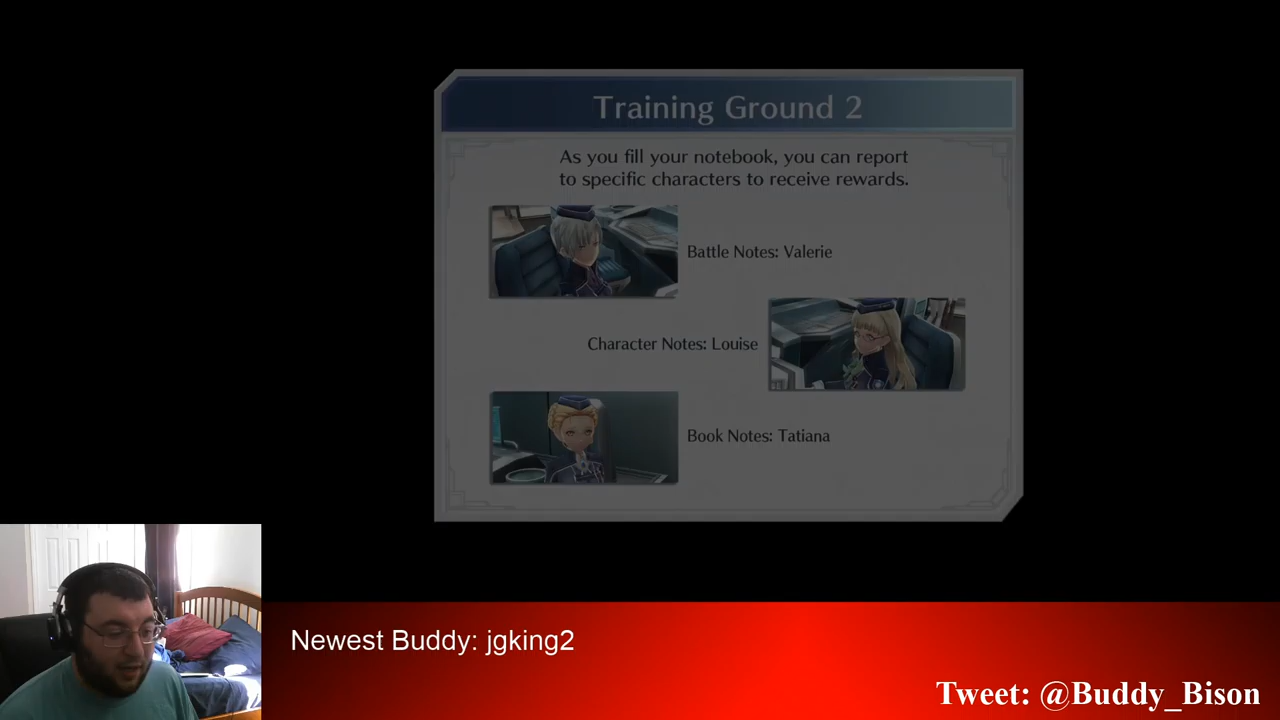 Training Ground 2
As you fill your notebook, you can report
to specific characters to receive rewards.
Battle Notes: Valerie
Character Notes: Louise
Book Notes: Tatiana
Newest Buddy: jgking2
Tweet: @Buddy_Bison